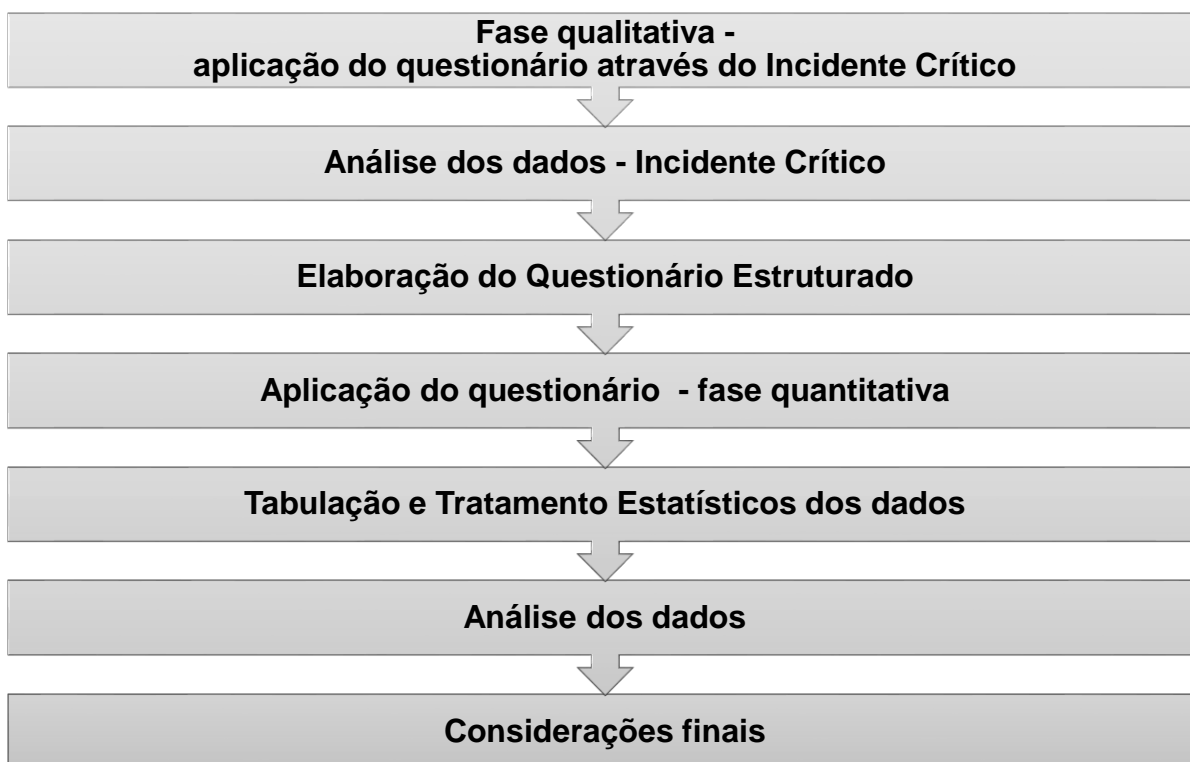 Fase qualitativa -
aplicação do questionário através do Incidente Crítico
Análise dos dados - Incidente Crítico
Elaboração do Questionário Estruturado
Aplicação do questionário  - fase quantitativa
Tabulação e Tratamento Estatísticos dos dados
Análise dos dados
Considerações finais